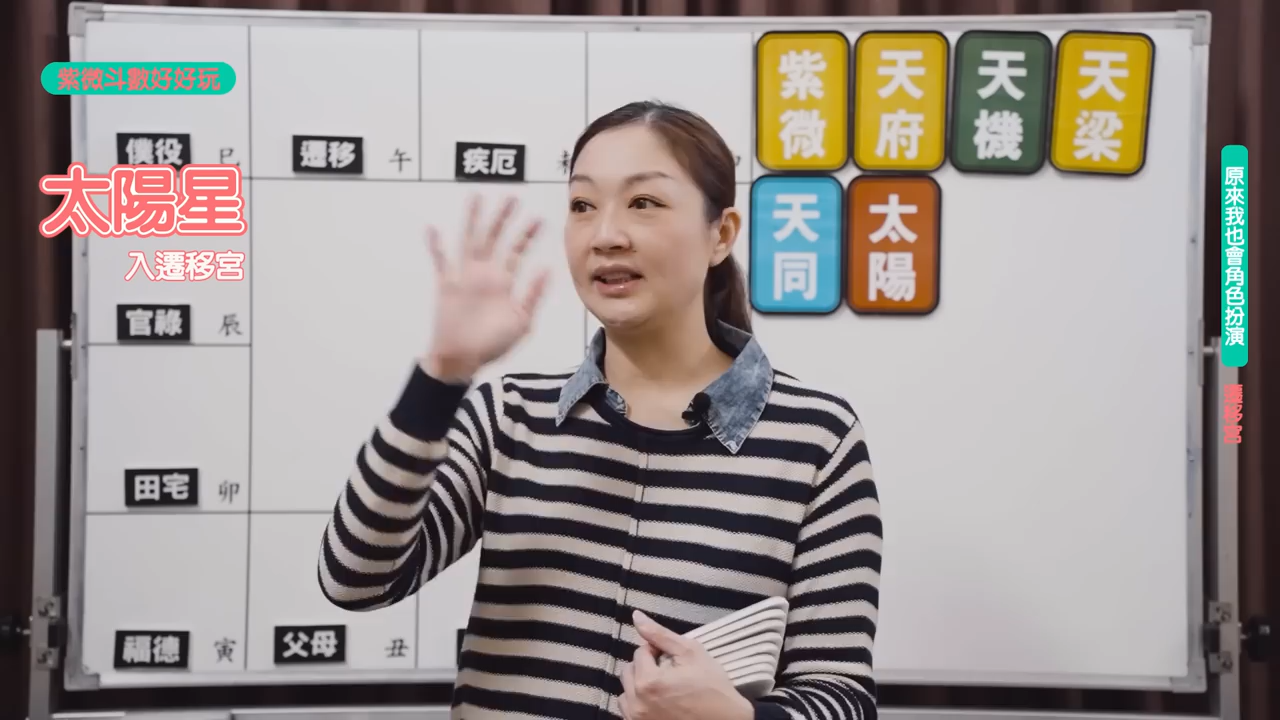 紫微斗數好好玩
太陽星
入遷移宮
僕役 巳
遷移 午
疾厄
官祿 辰
田宅 卯
福德 寅
父母 丑
紫微
天府
天機
天梁
天同
太陽
原來我也會角色扮演
遷移宮